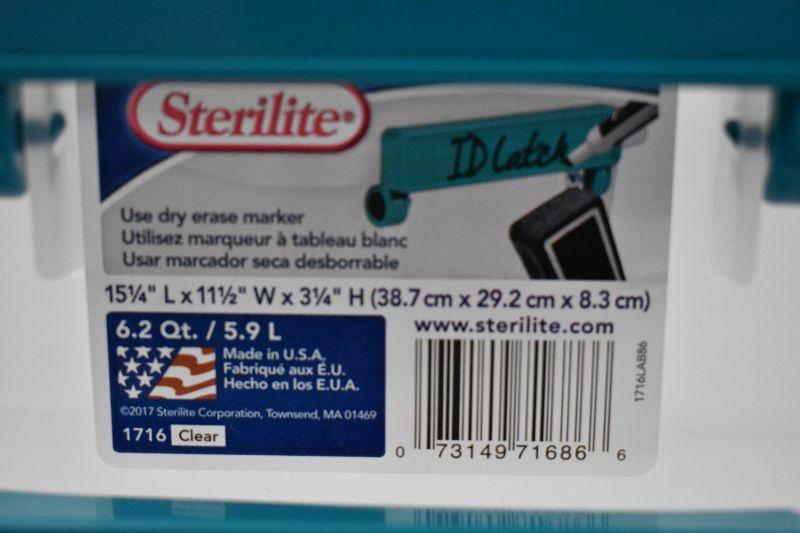 Sterilite®
ID Latch
Use dry erase marker
Utilisez marqueur à tableau blanc
Usar marcador seca desborrable
15¼" L x 11½" W x 3¼" H (38.7 cm x 29.2 cm x 8.3 cm)
6.2 Qt. / 5.9 L
Made in U.S.A.
Fabriqué aux É.U.
Hecho en los E.U.A.
©2017 Sterilite Corporation, Townsend, MA 01469
1716 Clear
www.sterilite.com
1716LAB86
0 73149 71686 6